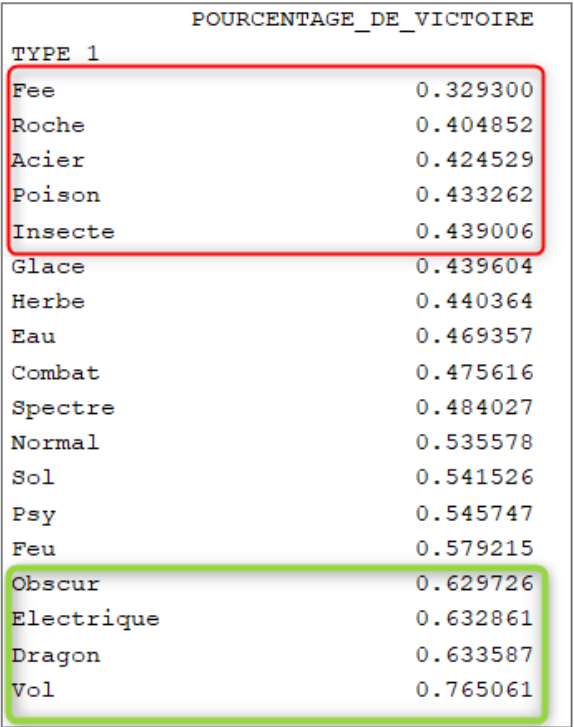 POURCENTAGE_DE_VICTOIRE
TYPE 1
Fee 0.329300
Roche 0.404852
Acier 0.424529
Poison 0.433262
Insecte 0.439006
Glace 0.439604
Herbe 0.440364
Eau 0.469357
Combat 0.475616
Spectre 0.484027
Normal 0.535578
Sol 0.541526
Psy 0.545747
Feu 0.579215
Obscur 0.629726
Electrique 0.632861
Dragon 0.633587
Vol 0.765061